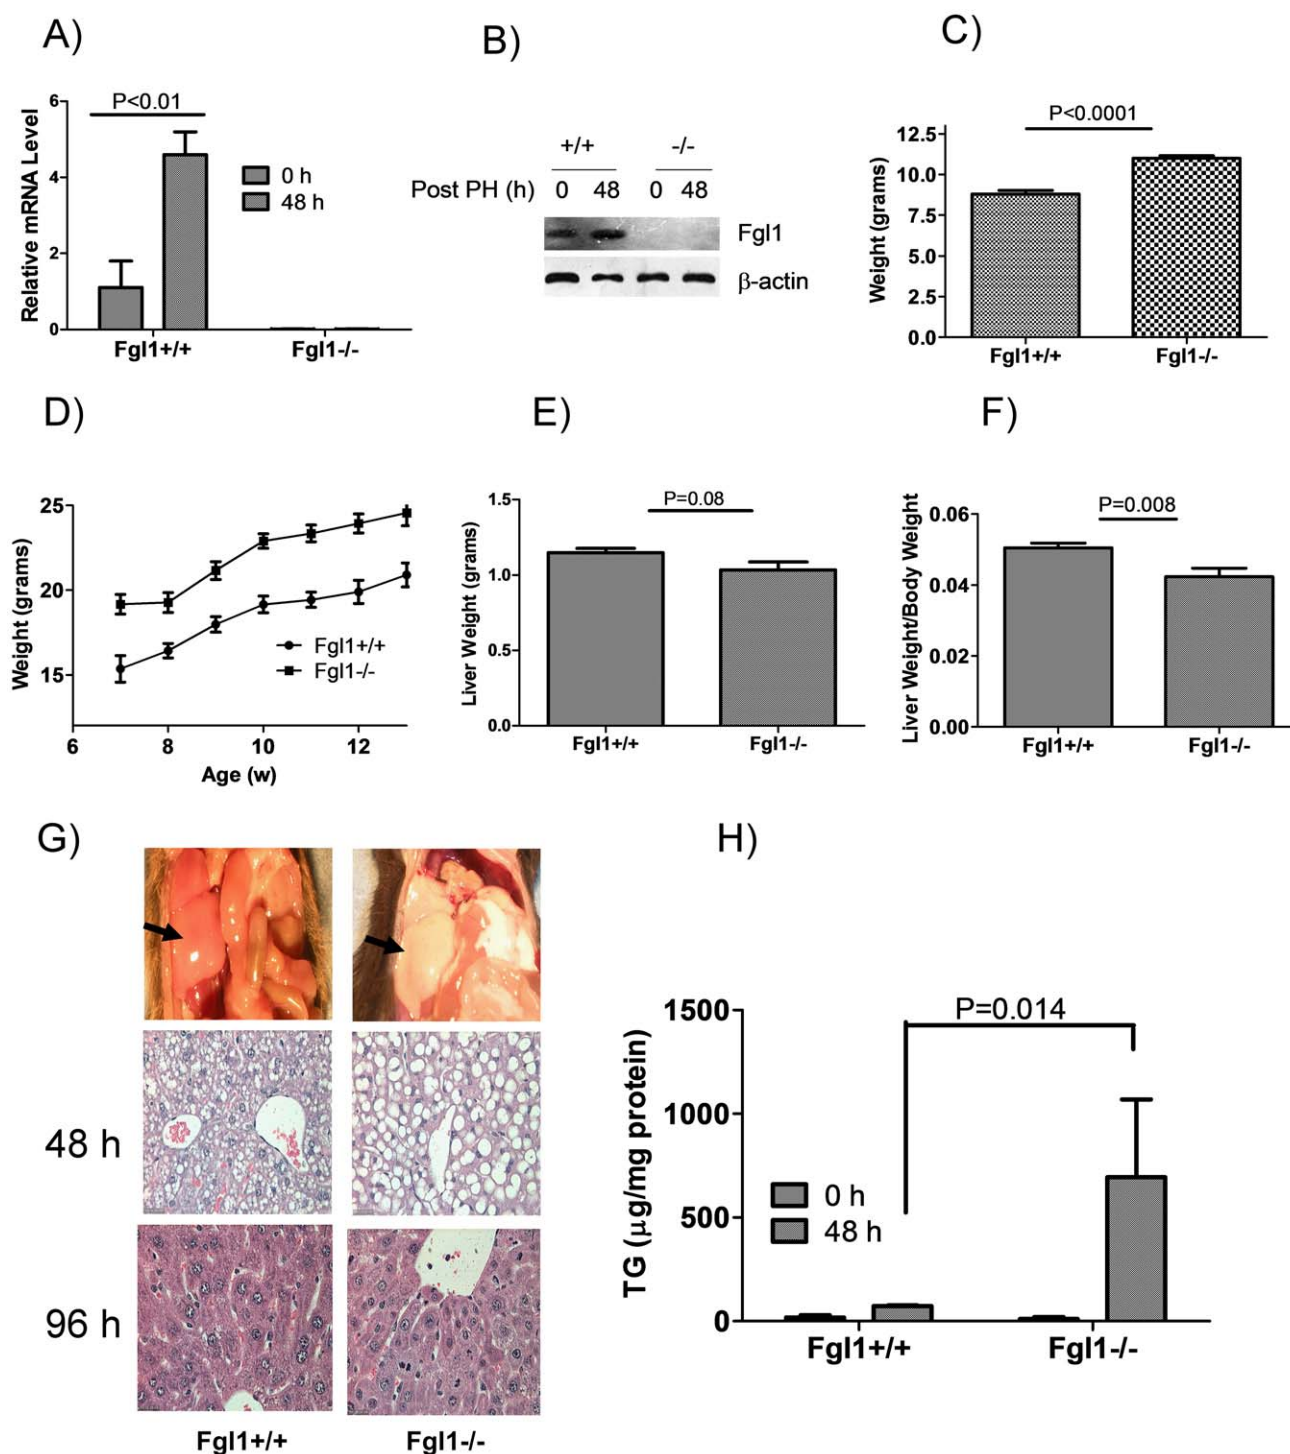 A)
P<0.01
Relative mRNA Level
6
4
2
0
0 h
48 h
Fgl1+/+
Fgl1-/-
B)
+/+
-/-
Post PH (h)
0
48
0
48
Fgl1
β-actin
C)
P<0.0001
Weight (grams)
12.5
10.0
7.5
5.0
2.5
0.0
Fgl1+/+
Fgl1-/-
D)
Weight (grams)
25
20
15
Fgl1+/+
Fgl1-/-
6
8
10
12
Age (w)
E)
P=0.08
Liver Weight (grams)
1.5
1.0
0.5
0.0
Fgl1+/+
Fgl1-/-
F)
P=0.008
Liver Weight/Body Weight
0.06
0.04
0.02
0.00
Fgl1+/+
Fgl1-/-
G)
48 h
96 h
Fgl1+/+
Fgl1-/-
H)
P=0.014
TG (μg/mg protein)
1500
1000
500
0
0 h
48 h
Fgl1+/+
Fgl1-/-